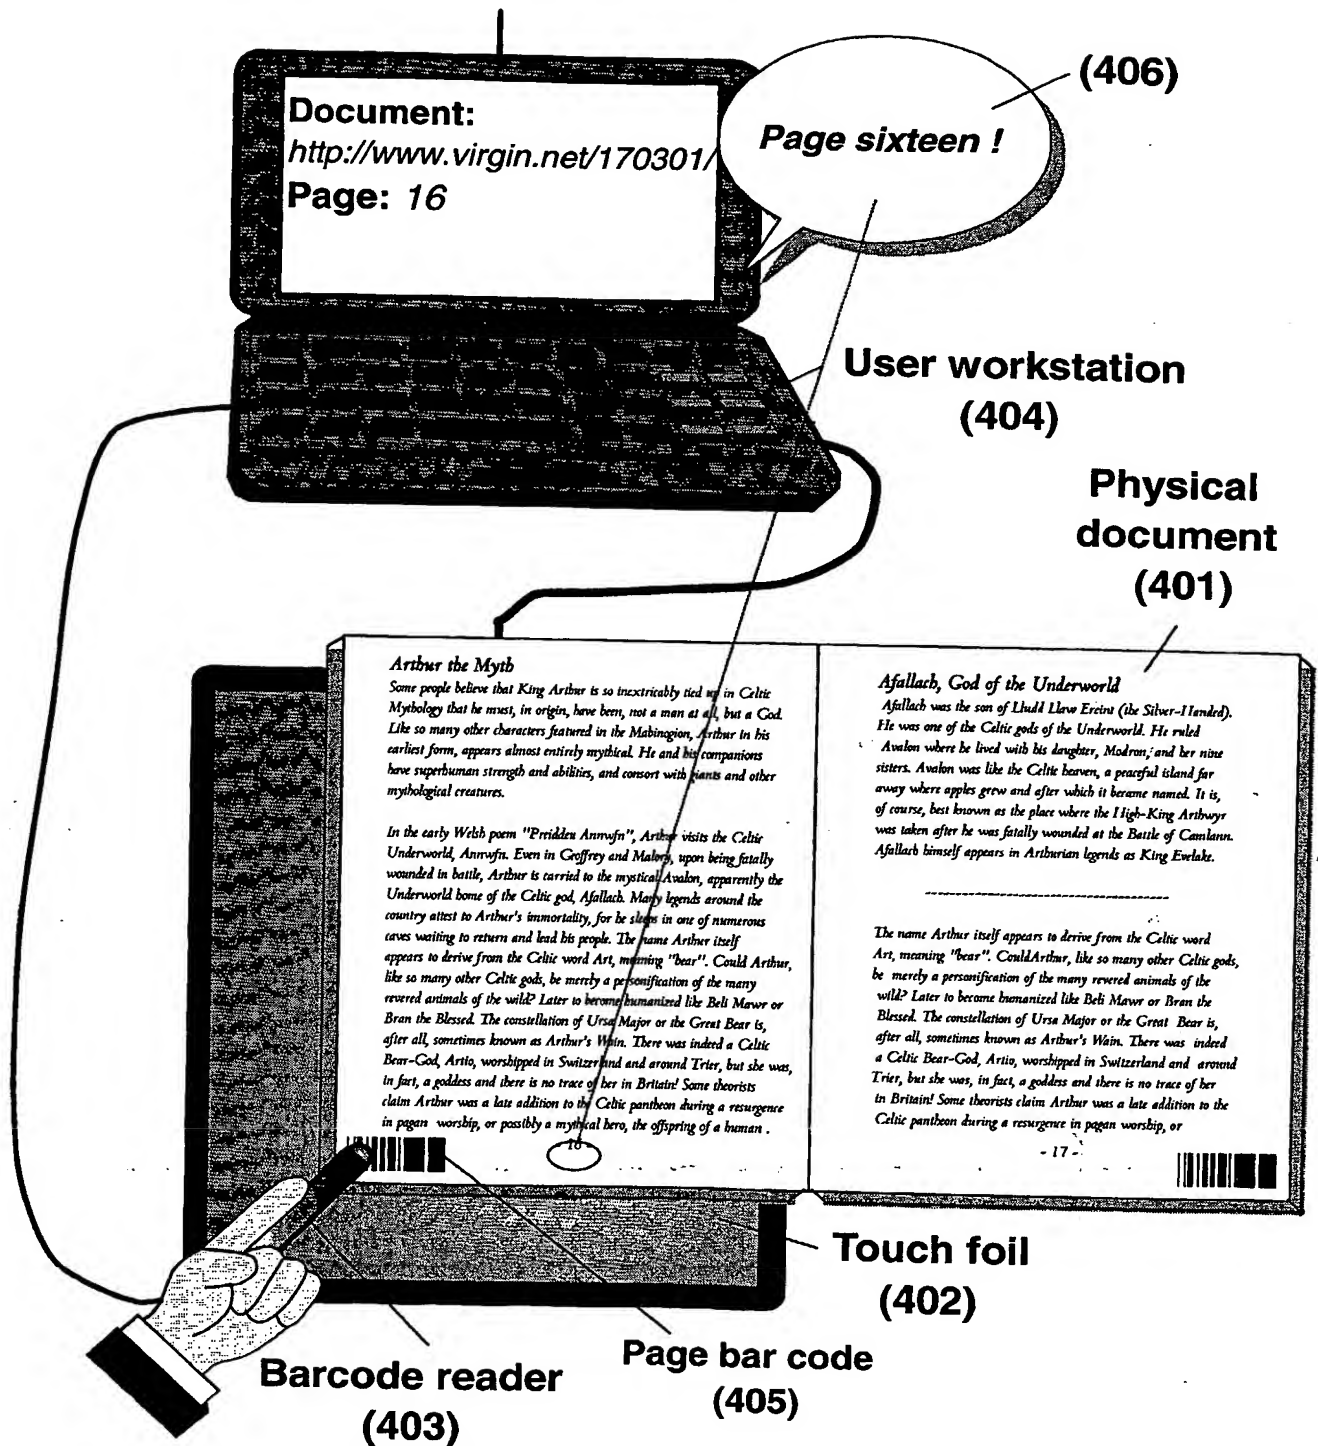 Document:
http://www.virgin.net/170301/
Page: 16
Page sixteen !
(406)
User workstation
(404)
Physical
document
(401)
Arthur the Myth
Some people believe that King Arthur is so inextricably tied up in Celtic
Mythology that he must, in origin, have been, not a man at all, but a God.
Like so many other characters featured in the Mabinogion, Arthur in his
earliest form, appears almost entirely mythical. He and his companions
have superhuman strength and abilities, and consort with giants and other
mythological creatures.
In the early Welsh poem "Preiddeu Annwfn", Arthur visits the Celtic
Underworld, Annwfn. Even in Geoffrey and Malory, upon being fatally
wounded in battle, Arthur is carried to the mystical Avalon, apparently the
Underworld home of the Celtic god, Afallach. Many legends around the
country attest to Arthur's immortality, for he sleeps in one of numerous
caves waiting to return and lead his people. The name Arthur itself
appears to derive from the Celtic word Art, meaning "bear". Could Arthur,
like so many other Celtic gods, be merely a personification of the many
revered animals of the wild? Later to become humanized like Beli Mawr or
Bran the Blessed. The constellation of Ursa Major or the Great Bear is,
after all, sometimes known as Arthur's Wain. There was indeed a Celtic
Bear-God, Artio, worshipped in Switzerland and around Trier, but she was,
in fact, a goddess and there is no trace of her in Britain! Some theorists
claim Arthur was a late addition to the Celtic pantheon during a resurgence
in pagan worship, or possibly a mythical hero, the offspring of a human .
- 16 -
Afallach, God of the Underworld
Afallach was the son of Lludd Llaw Ereint (the Silver-Handed).
He was one of the Celtic gods of the Underworld. He ruled
Avalon where he lived with his daughter, Modron, and her nine
sisters. Avalon was like the Celtic heaven, a peaceful island far
away where apples grew and after which it became named. It is,
of course, best known as the place where the High-King Arthwyr
was taken after he was fatally wounded at the Battle of Camlann.
Afallach himself appears in Arthurian legends as King Evelake.
The name Arthur itself appears to derive from the Celtic word
Art, meaning "bear". CouldArthur, like so many other Celtic gods,
be merely a personification of the many revered animals of the
wild? Later to become humanized like Beli Mawr or Bran the
Blessed. The constellation of Ursa Major or the Great Bear is,
after all, sometimes known as Arthur's Wain. There was indeed
a Celtic Bear-God, Artio, worshipped in Switzerland and around
Trier, but she was, in fact, a goddess and there is no trace of her
in Britain! Some theorists claim Arthur was a late addition to the
Celtic pantheon during a resurgence in pagan worship, or
- 17 -
Touch foil
(402)
Page bar code
(405)
Barcode reader
(403)